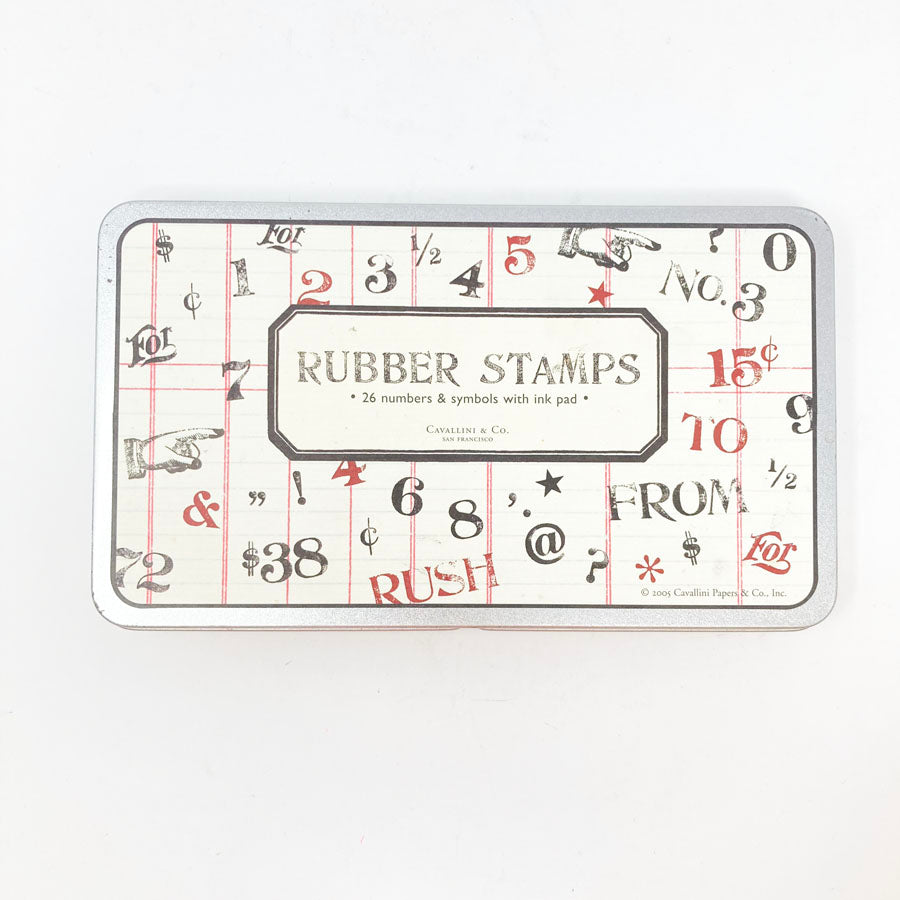 $ For 1/2 5 ? 0
¢ 1 2 3 4 No. 3
For 7 15¢
RUBBER STAMPS
• 26 numbers & symbols with ink pad •
CAVALLINI & CO.
SAN FRANCISCO
TO 9
4 1/2
& ” ! 6 8 ’. ★ FROM
72 $38 ¢ @ ? * $ For
RUSH
© 2005 Cavallini Papers & Co., Inc.